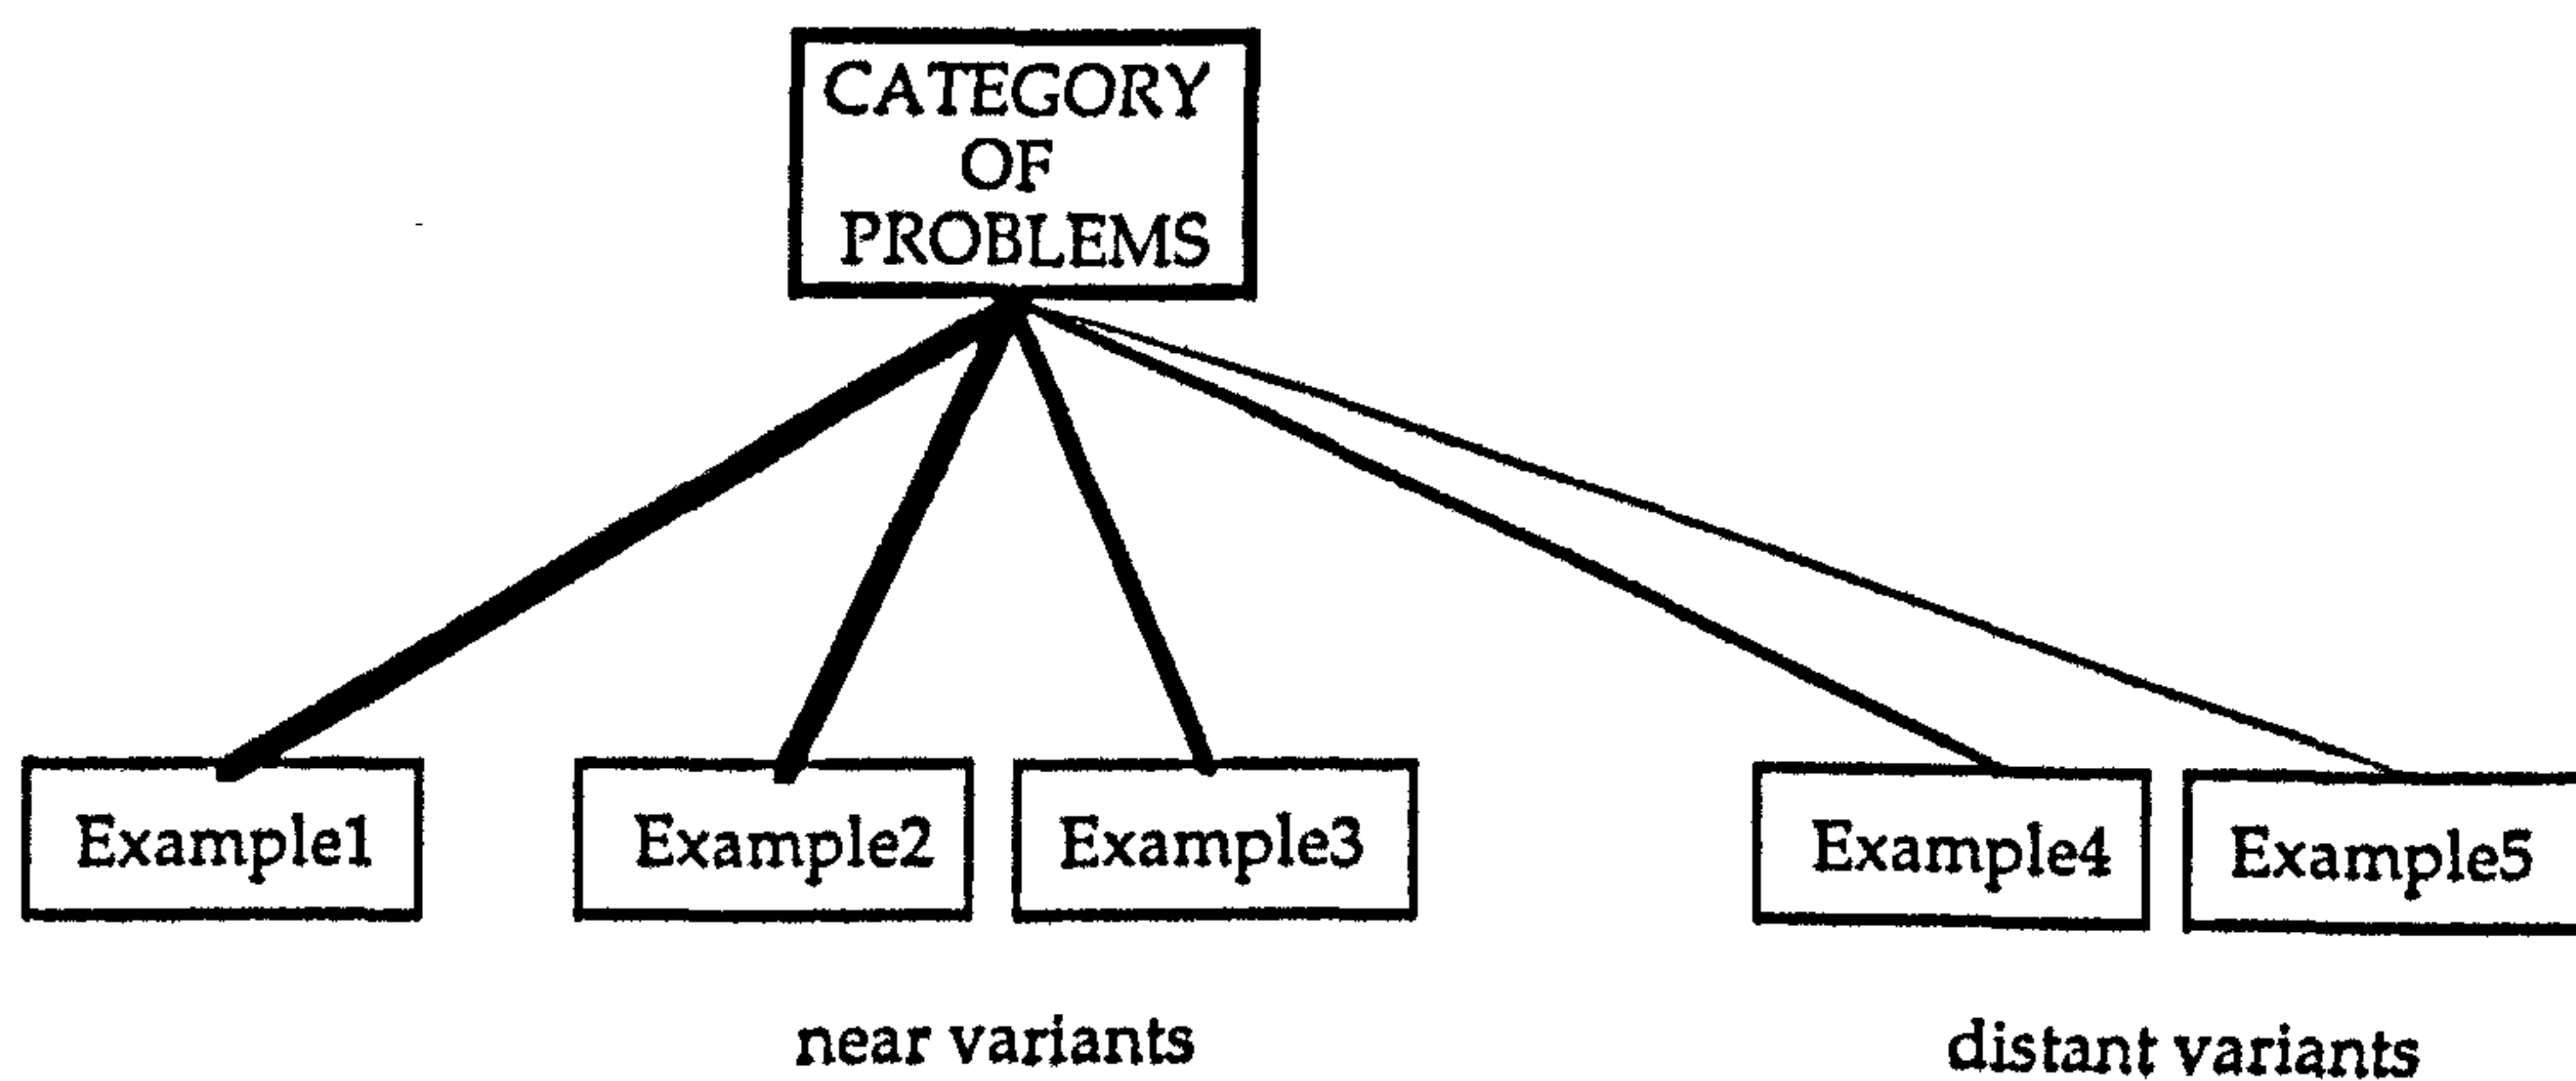 CATEGORY
OF
PROBLEMS
Example1
Example2
Example3
Example4
Example5
near variants
distant variants